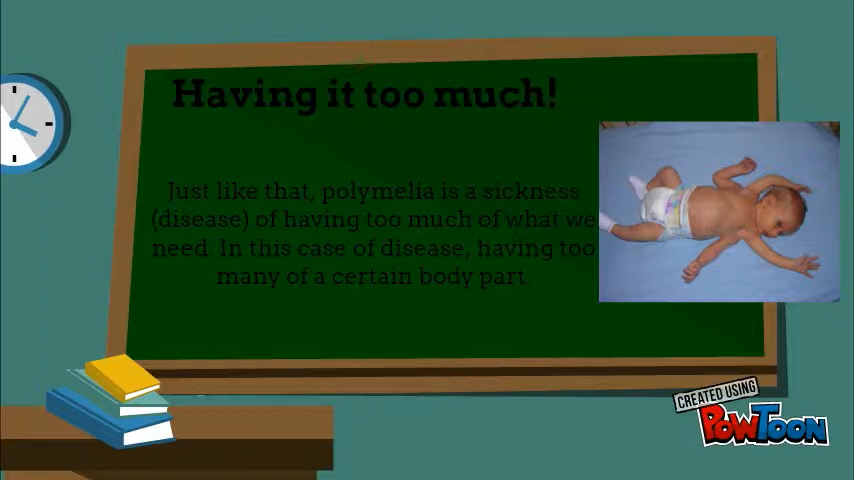 Having it too much!
Just like that, polymelia is a sickness
(disease) of having too much of what we
need. In this case of disease, having too
many of a certain body part.
CREATED USING
POWTOON